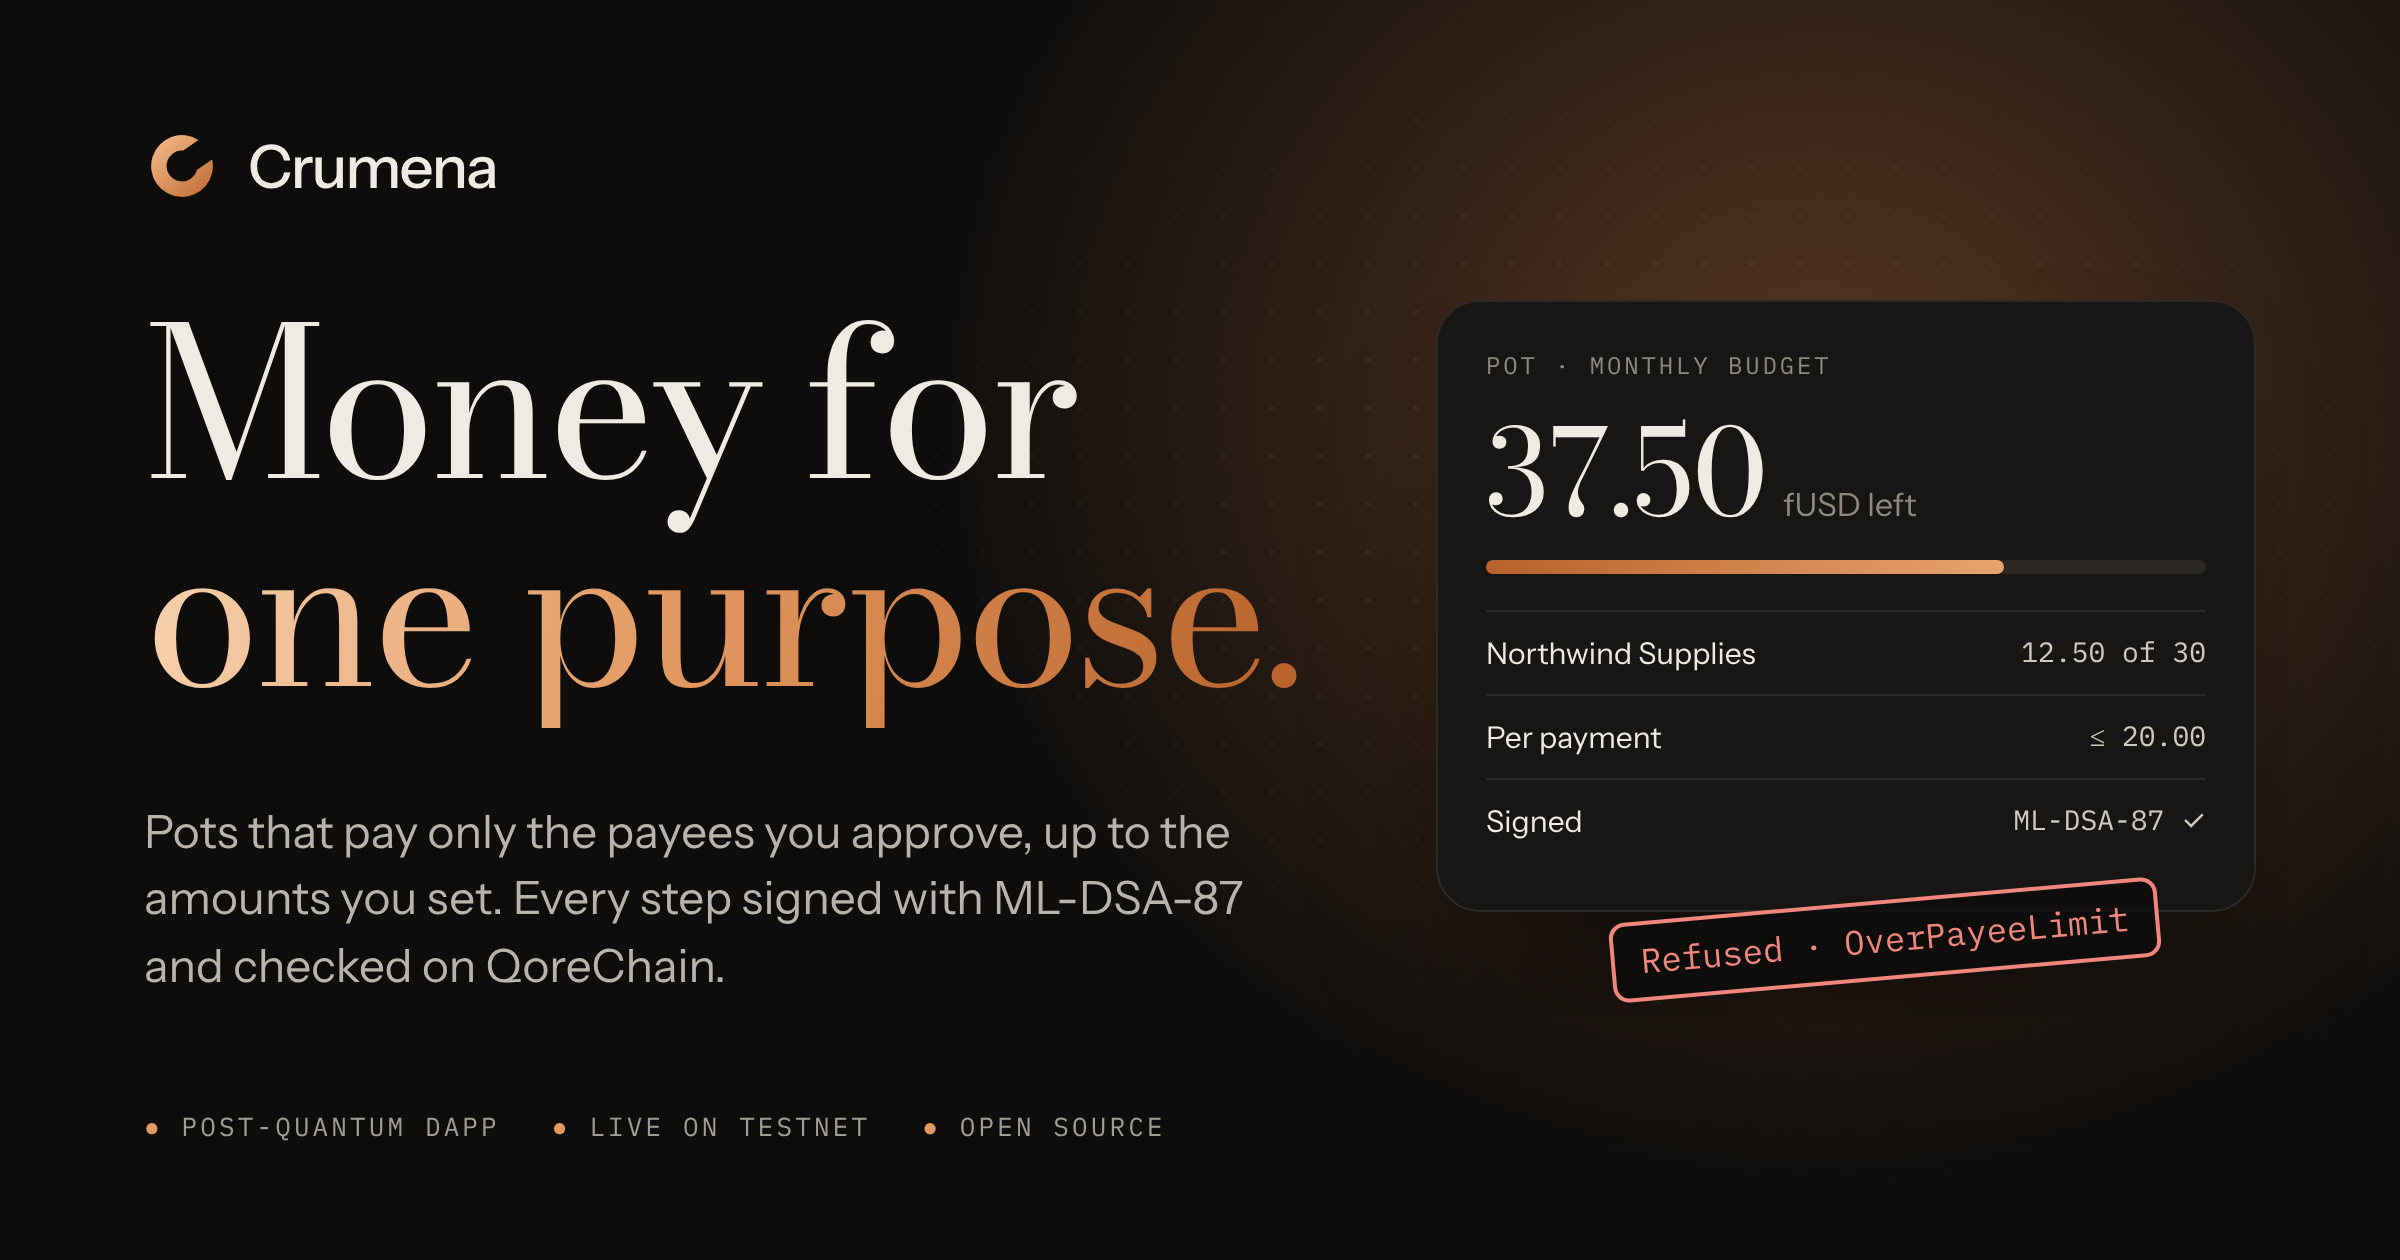 Crumena
Money for
one purpose.
Pots that pay only the payees you approve, up to the
amounts you set. Every step signed with ML-DSA-87
and checked on QoreChain.
• POST-QUANTUM DAPP • LIVE ON TESTNET • OPEN SOURCE
POT · MONTHLY BUDGET
37.50 fUSD left
Northwind Supplies 12.50 of 30
Per payment ≤ 20.00
Signed ML-DSA-87 ✓
Refused · OverPayeeLimit